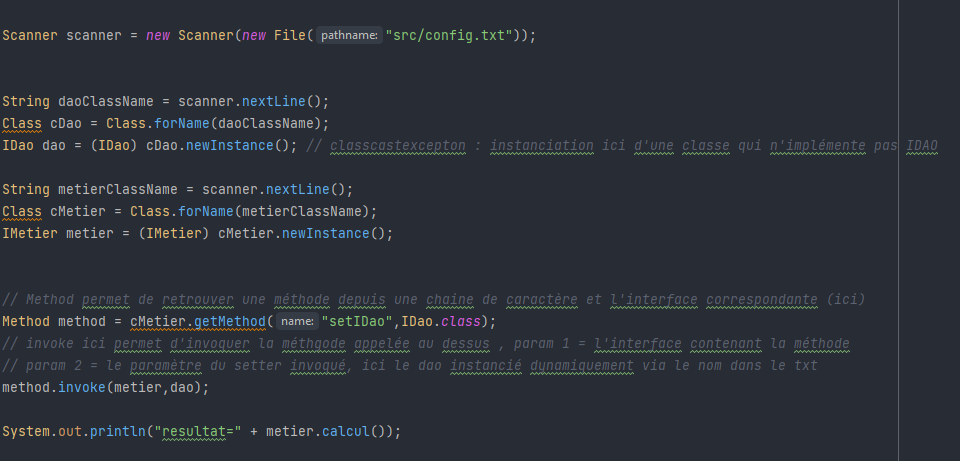 Scanner scanner = new Scanner(new File( pathname: "src/config.txt"));
String daoClassName = scanner.nextLine();
Class cDao = Class.forName(daoClassName);
IDao dao = (IDao) cDao.newInstance(); // classcastexcepton : instanciation ici d'une classe qui n'implémente pas IDAO
String metierClassName = scanner.nextLine();
Class cMetier = Class.forName(metierClassName);
IMetier metier = (IMetier) cMetier.newInstance();
// Method permet de retrouver une méthode depuis une chaine de caractère et l'interface correspondante (ici)
Method method = cMetier.getMethod( name: "setIDao",IDao.class);
// invoke ici permet d'invoquer la méthgode appelée au dessus , param 1 = l'interface contenant la méthode
// param 2 = le paramètre du setter invoqué, ici le dao instancié dynamiquement via le nom dans le txt
method.invoke(metier,dao);
System.out.println("resultat=" + metier.calcul());